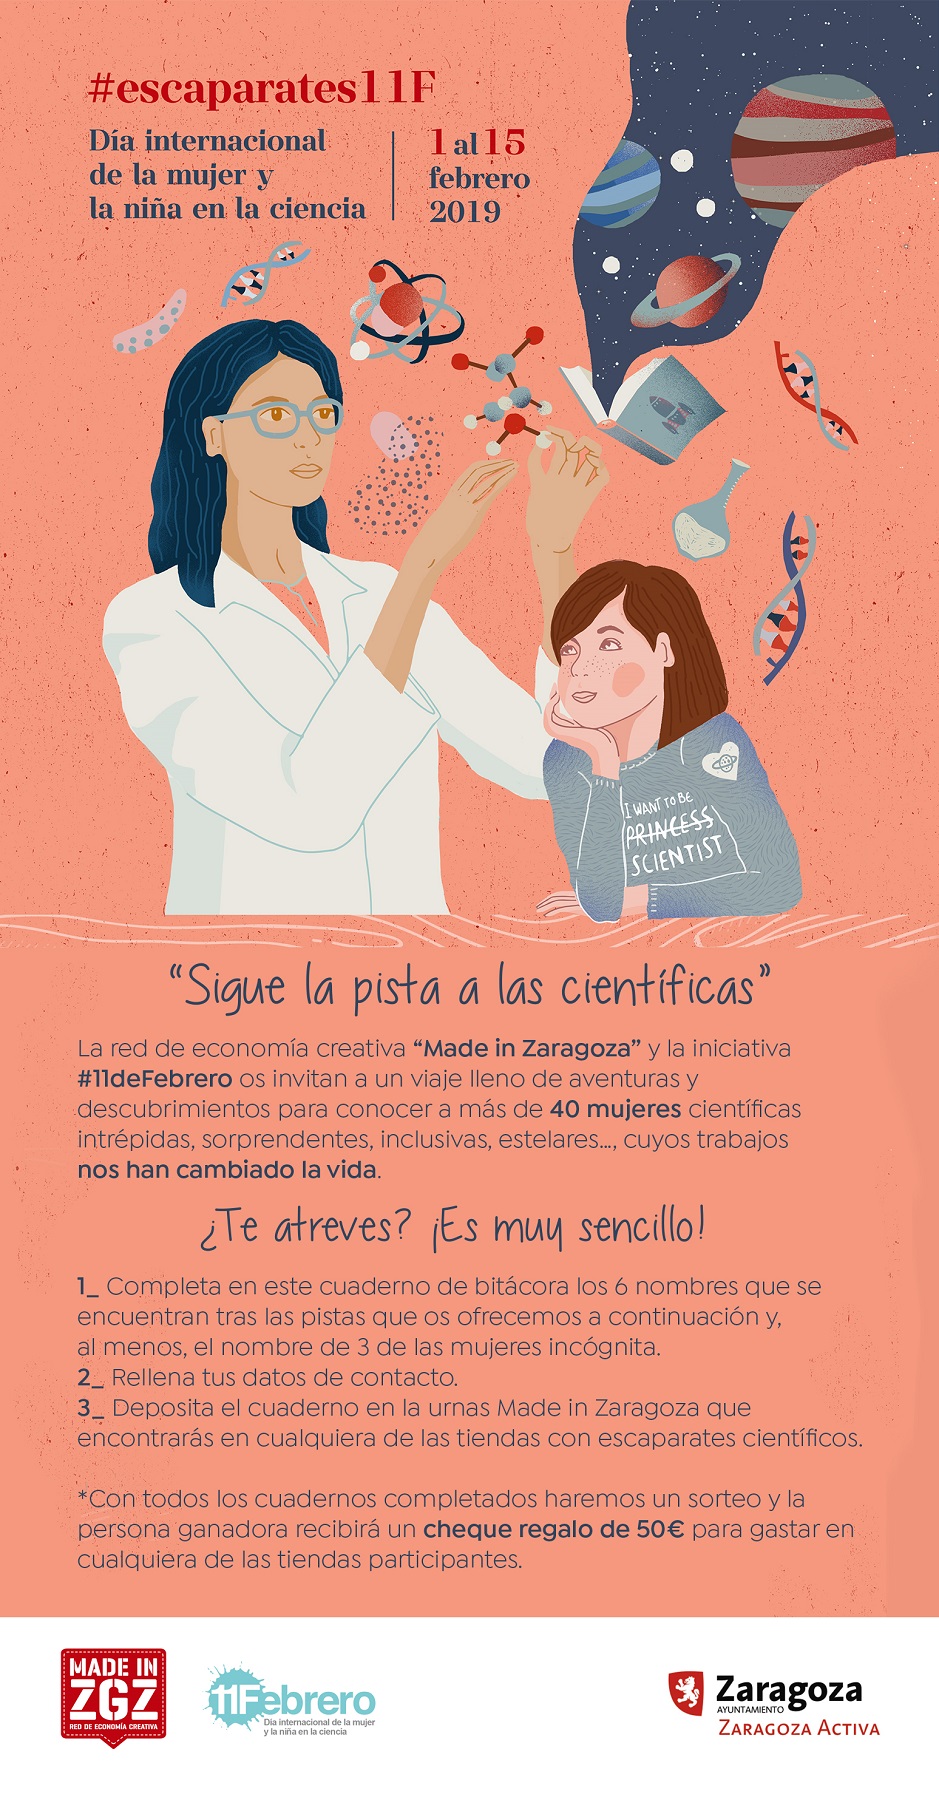 #escaparates11F
Día internacional
de la mujer y
la niña en la ciencia
1 al 15
febrero
2019
I WANT TO BE
PRINCESS
SCIENTIST
“Sigue la pista a las científicas”
La red de economía creativa “Made in Zaragoza” y la iniciativa
#11deFebrero os invitan a un viaje lleno de aventuras y
descubrimientos para conocer a más de 40 mujeres científicas
intrépidas, sorprendentes, inclusivas, estelares..., cuyos trabajos
nos han cambiado la vida.
¿Te atreves? ¡Es muy sencillo!
1_ Completa en este cuaderno de bitácora los 6 nombres que se
encuentran tras las pistas que os ofrecemos a continuación y,
al menos, el nombre de 3 de las mujeres incógnita.
2_ Rellena tus datos de contacto.
3_ Deposita el cuaderno en la urnas Made in Zaragoza que
encontrarás en cualquiera de las tiendas con escaparates científicos.
*Con todos los cuadernos completados haremos un sorteo y la
persona ganadora recibirá un cheque regalo de 50€ para gastar en
cualquiera de las tiendas participantes.
MADE IN
ZGZ
RED DE ECONOMÍA CREATIVA
11Febrero
Día internacional de la mujer
y la niña en la ciencia
Zaragoza
AYUNTAMIENTO
ZARAGOZA ACTIVA